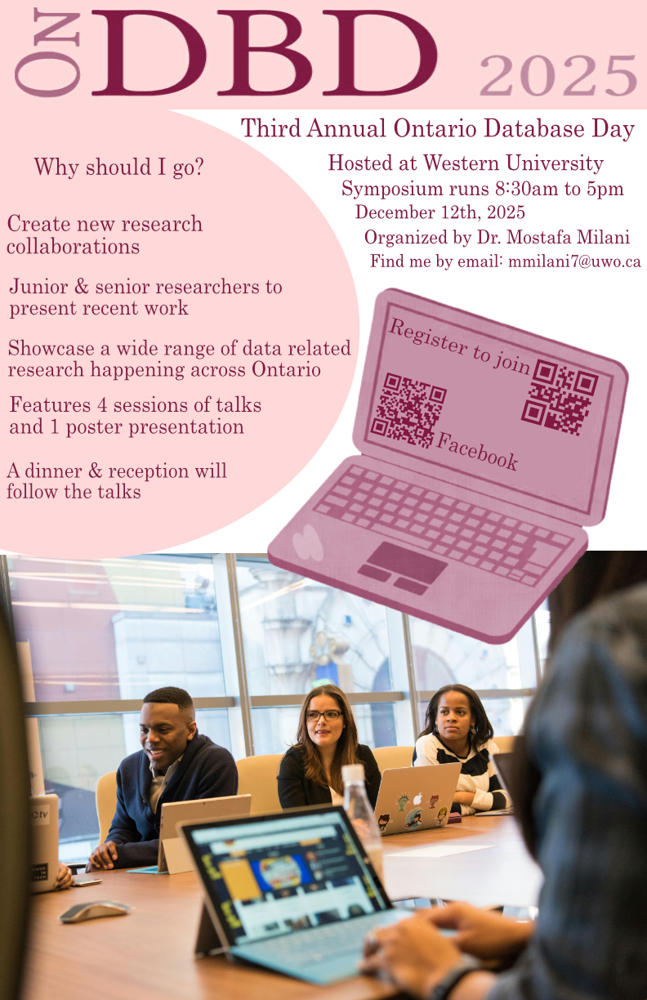 ON DBD 2025
Third Annual Ontario Database Day
Hosted at Western University
Symposium runs 8:30am to 5pm
December 12th, 2025
Organized by Dr. Mostafa Milani
Find me by email: mmilani7@uwo.ca
Why should I go?
Create new research
collaborations
Junior & senior researchers to
present recent work
Showcase a wide range of data related
research happening across Ontario
Features 4 sessions of talks
and 1 poster presentation
A dinner & reception will
follow the talks
Register to join
Facebook